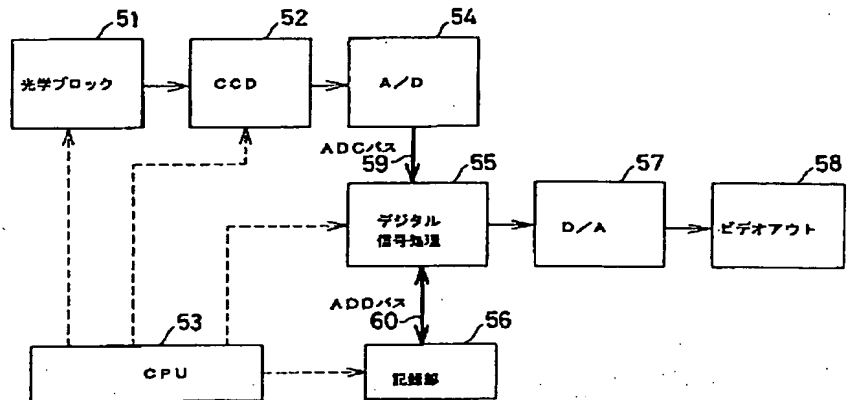 51
52
54
光学ブロック
CCD
A/D
ADCバス
59
55
57
58
デジタル
信号処理
D/A
ビデオアウト
ADDバス
60
53
56
CPU
記録部